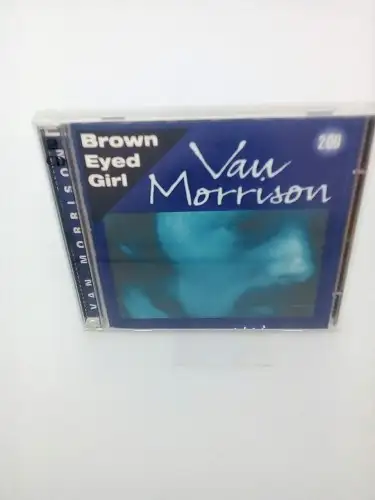 Brown
Eyed
Girl
Van
Morrison
2CD
VAN MORRISON